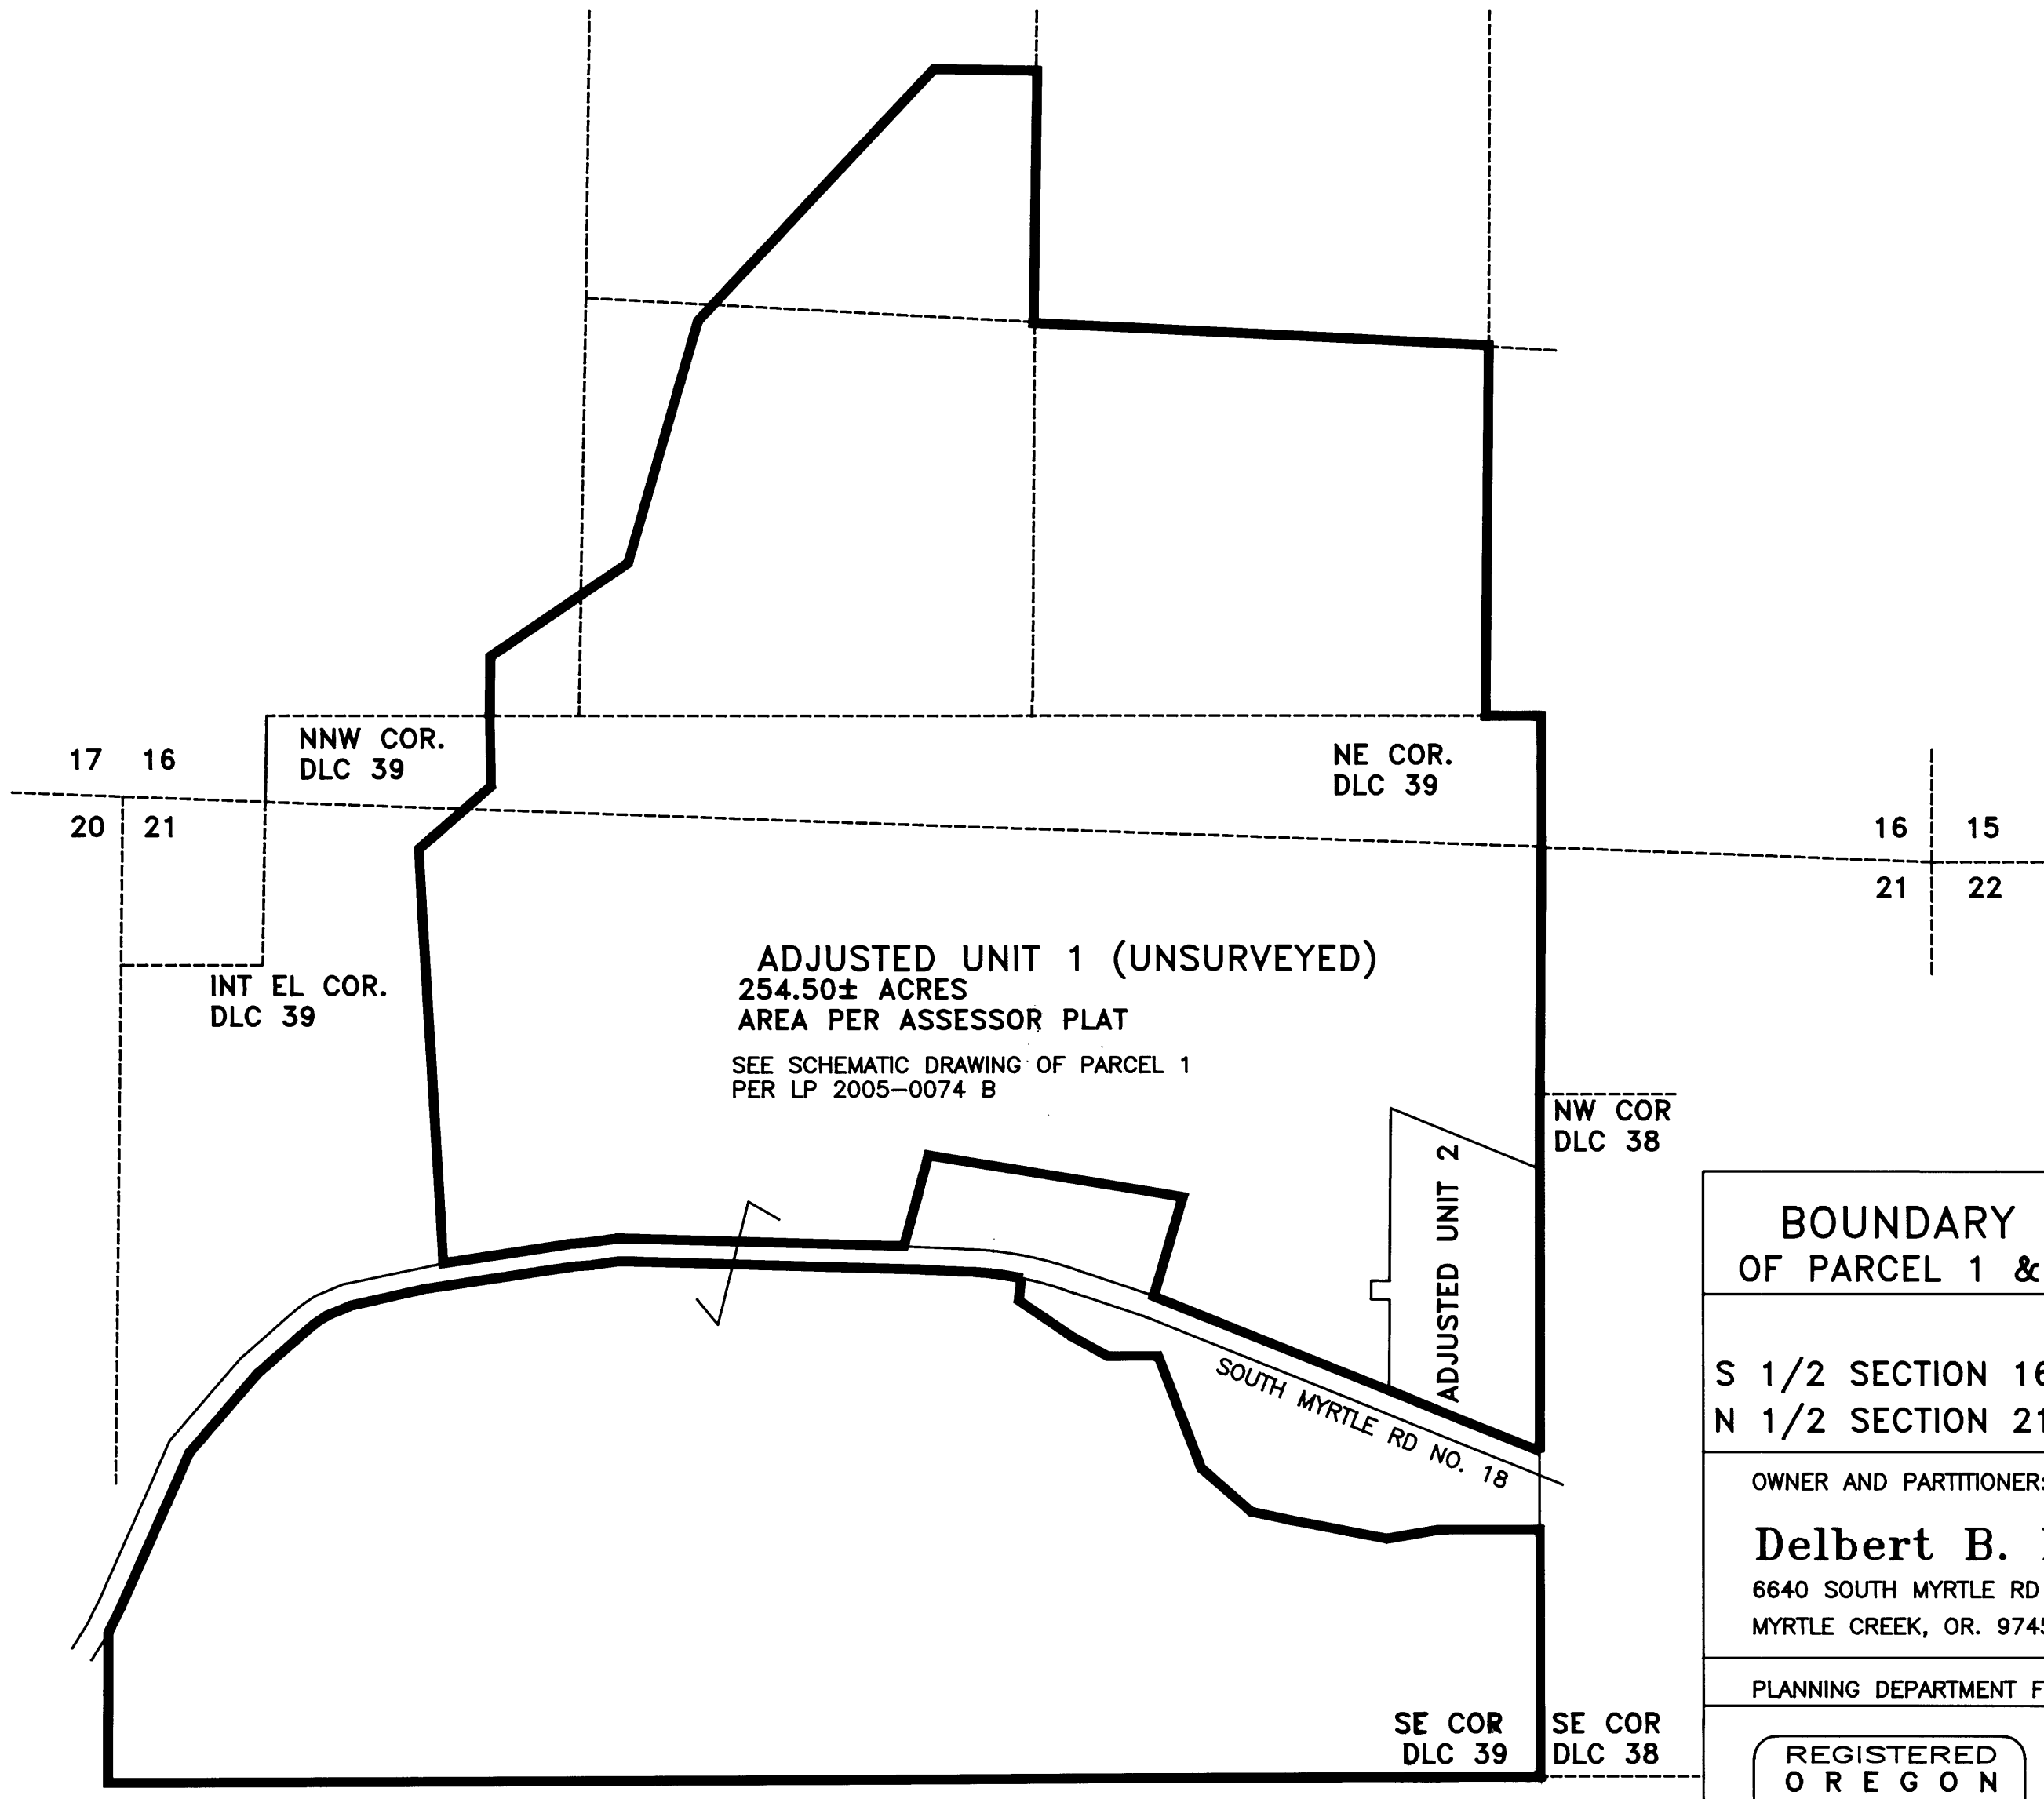 17 16
20 21
NNW COR.
DLC 39
NE COR.
DLC 39
16 15
21 22
INT EL COR.
DLC 39
ADJUSTED UNIT 1 (UNSURVEYED)
254.50± ACRES
AREA PER ASSESSOR PLAT
SEE SCHEMATIC DRAWING OF PARCEL 1
PER LP 2005-0074 B
NW COR
DLC 38
ADJUSTED UNIT 2
SOUTH MYRTLE RD NO. 18
SE COR
DLC 39
SE COR
DLC 38
BOUNDARY
OF PARCEL 1 &
S 1/2 SECTION 16
N 1/2 SECTION 21
OWNER AND PARTITIONER
Delbert B.
6640 SOUTH MYRTLE RD
MYRTLE CREEK, OR. 974
PLANNING DEPARTMENT F
REGISTERED
OREGON